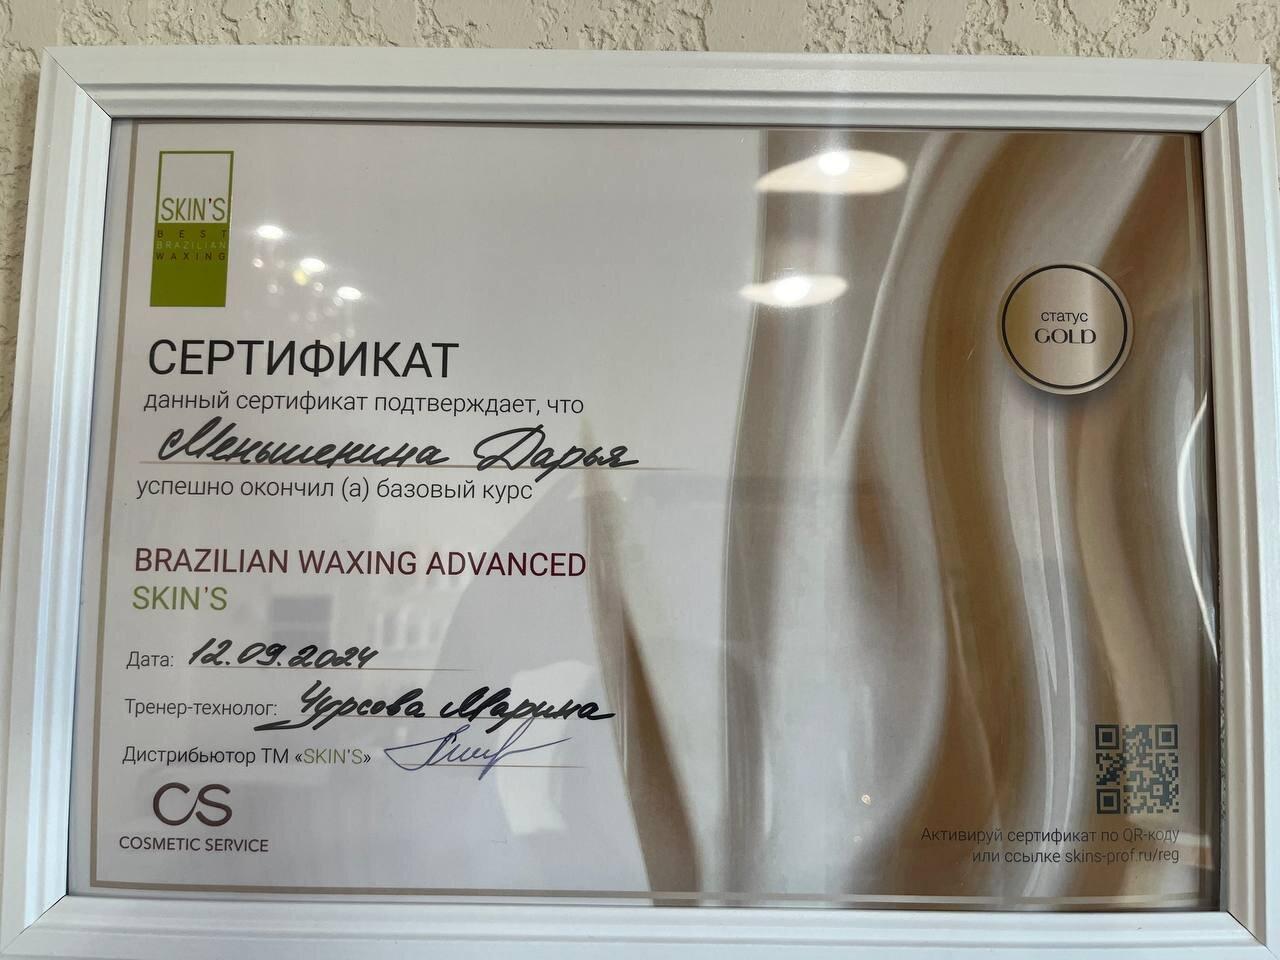 SKIN'S
BEST
BRAZILIAN
WAXING
статус
GOLD
СЕРТИФИКАТ
данный сертификат подтверждает, что
Меньшенина Дарья
успешно окончил (а) базовый курс
BRAZILIAN WAXING ADVANCED
SKIN'S
Дата: 12.09.2024
Тренер-технолог: Чурсова Марина
Дистрибьютор ТМ «SKIN'S»
CS
COSMETIC SERVICE
Активируй сертификат по QR-коду
или ссылке skins-prof.ru/reg